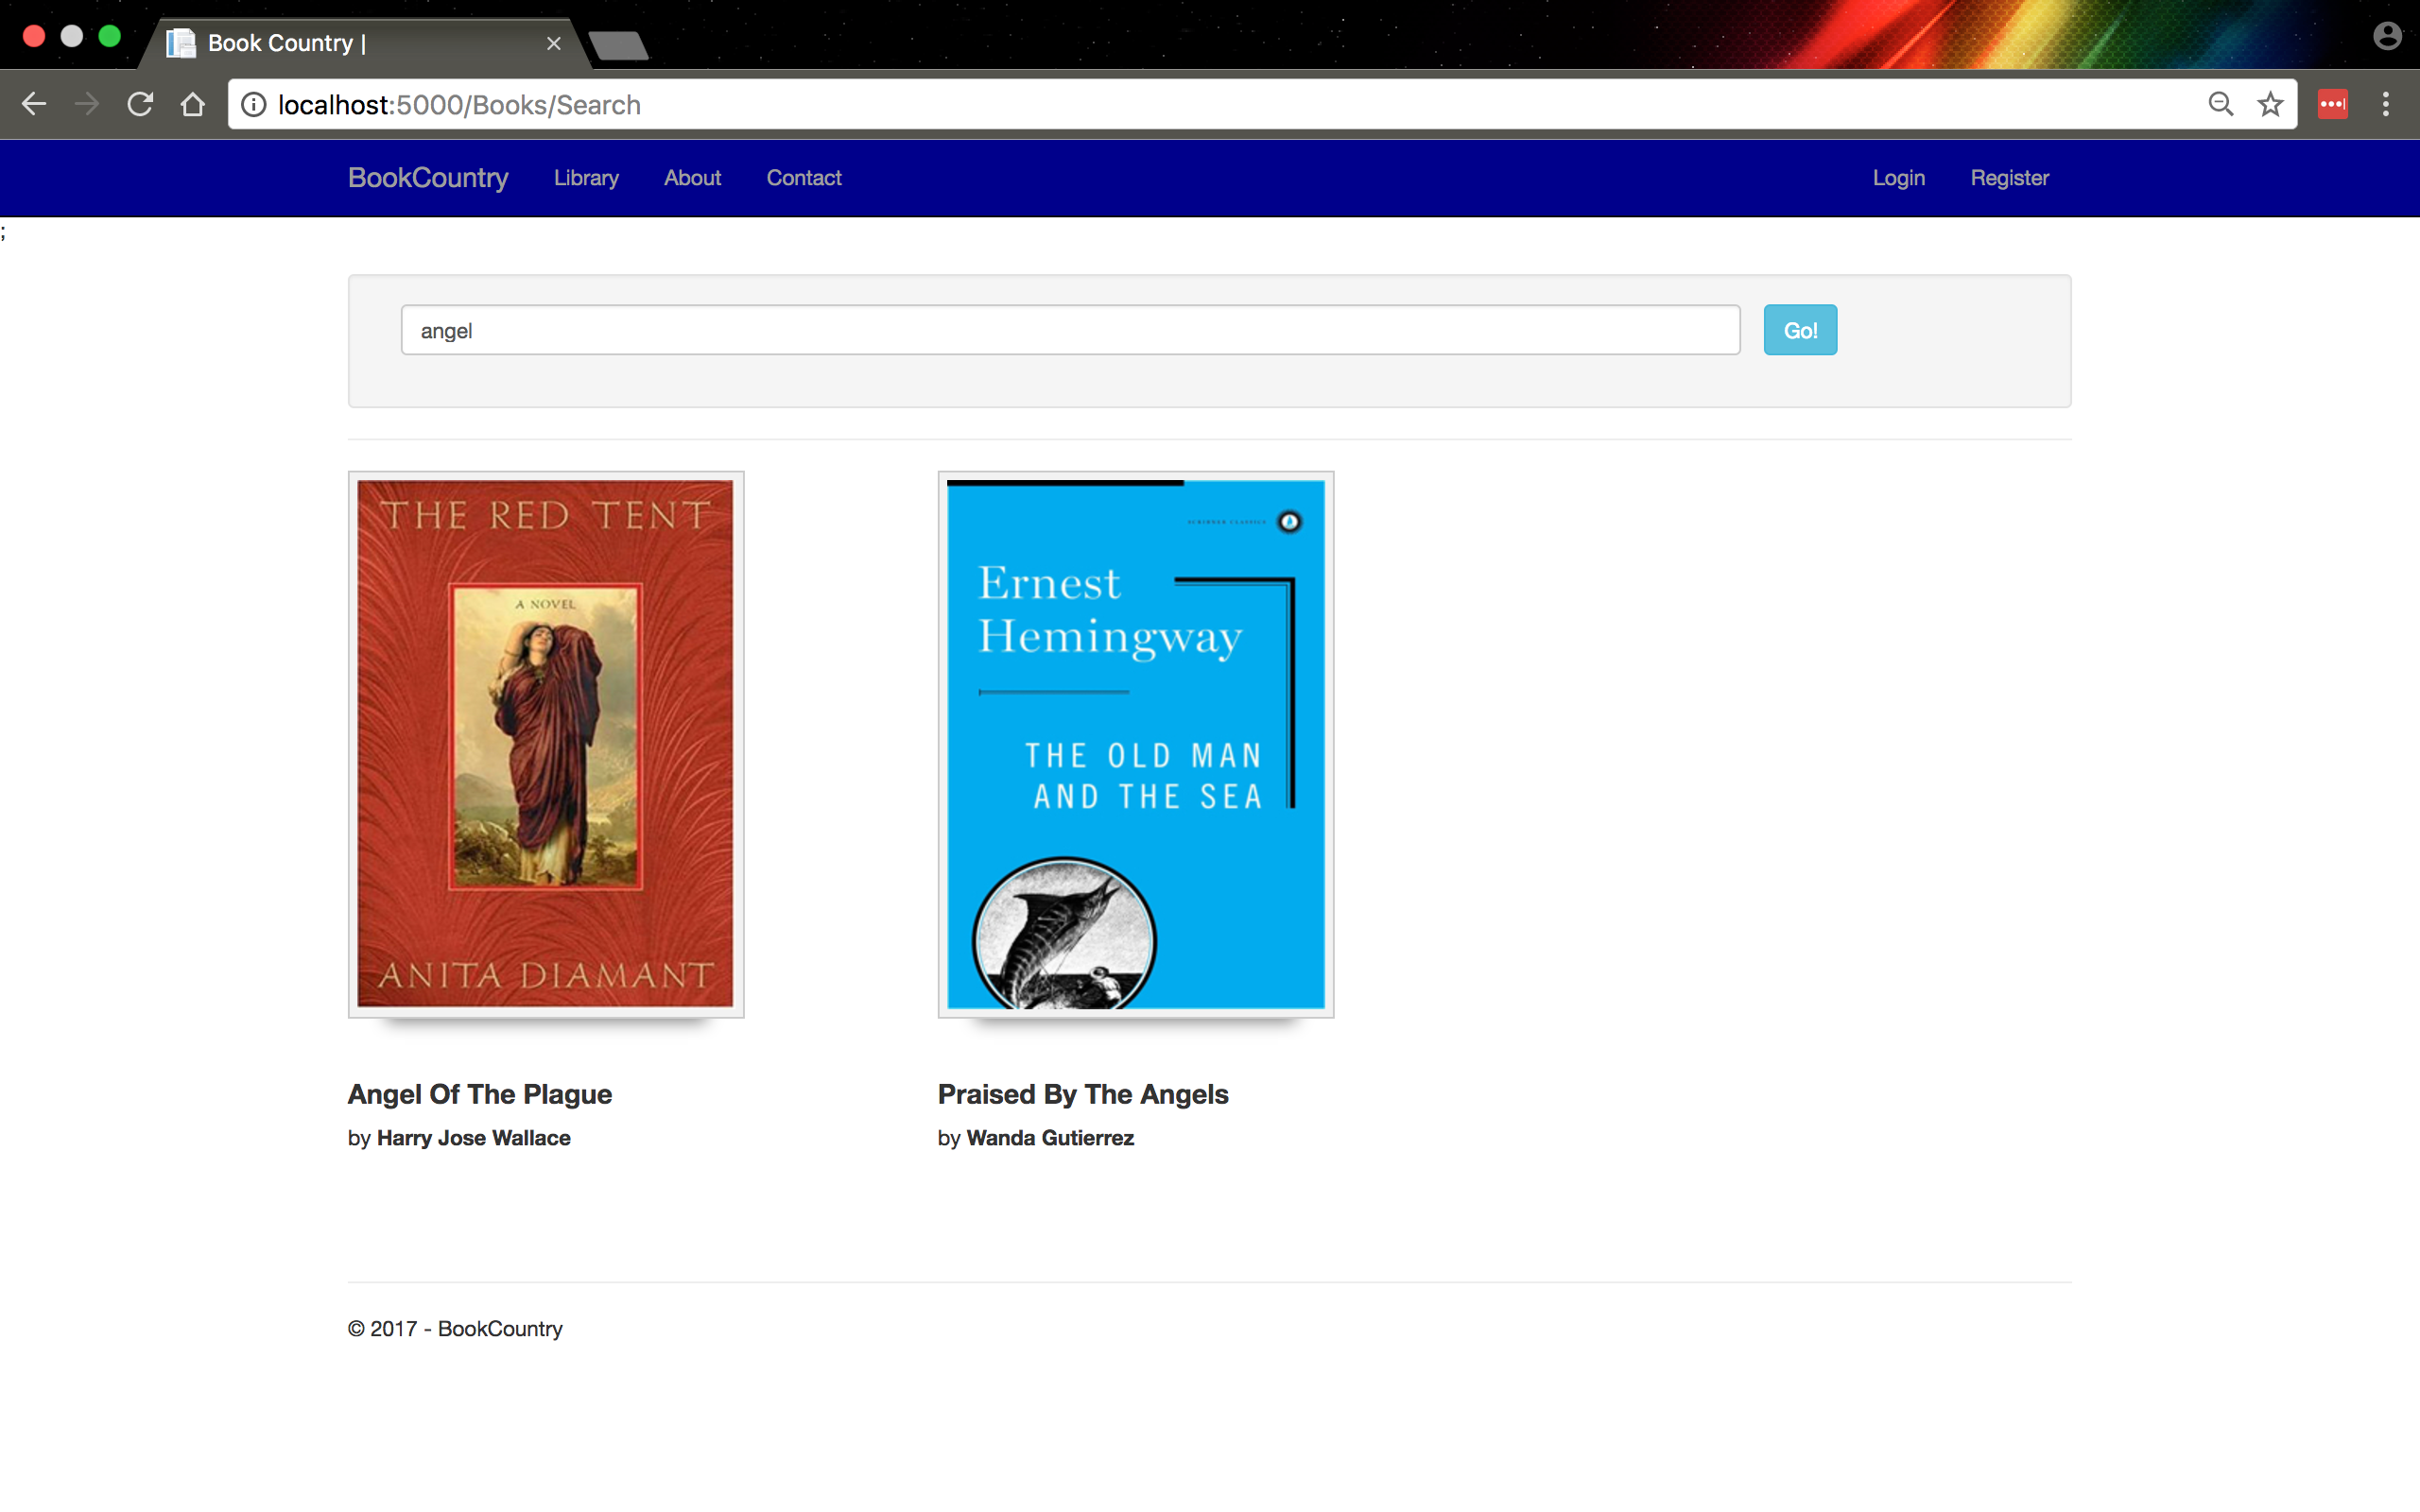 Book Country |
localhost:5000/Books/Search
BookCountry Library About Contact Login Register
;
angel Go!
THE RED TENT
A NOVEL
ANITA DIAMANT
SCRIBNER CLASSICS
Ernest
Hemingway
THE OLD MAN
AND THE SEA
Angel Of The Plague
by Harry Jose Wallace
Praised By The Angels
by Wanda Gutierrez
© 2017 - BookCountry